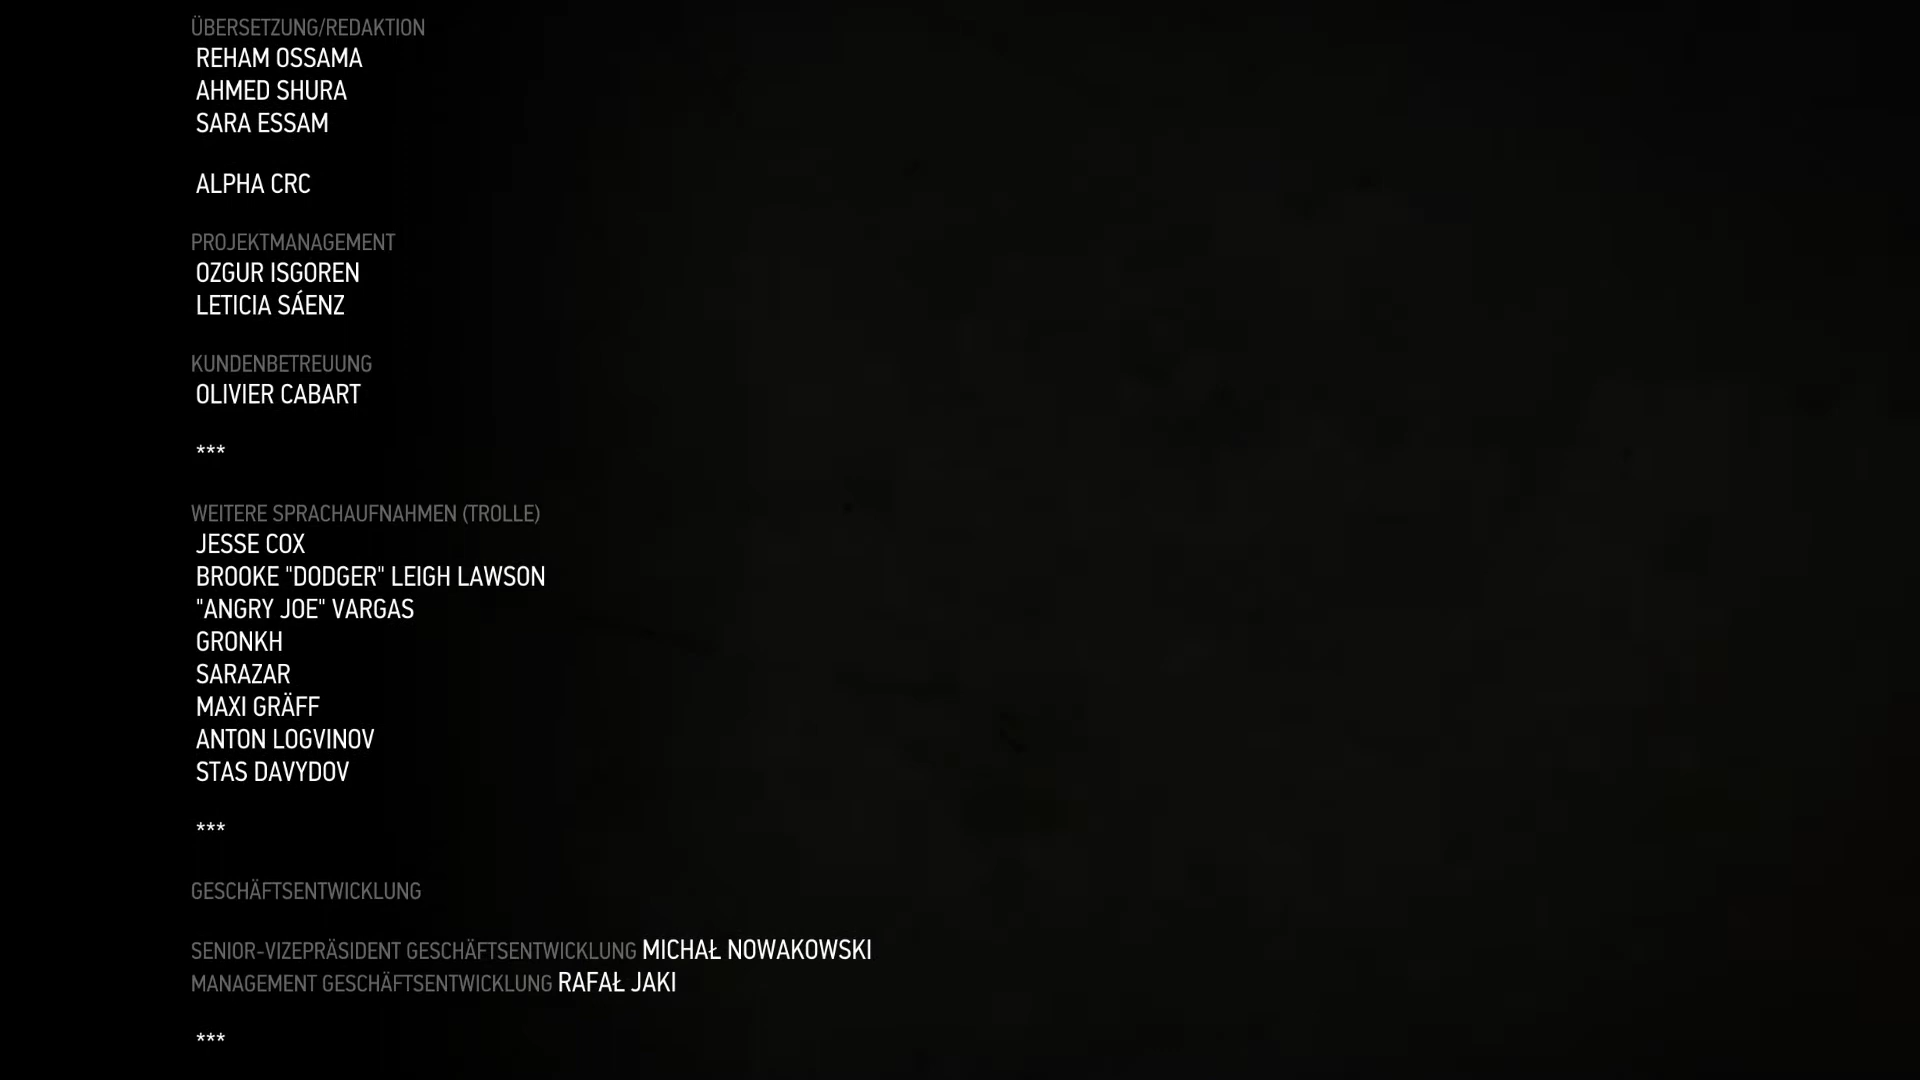 ÜBERSETZUNG/REDAKTION
REHAM OSSAMA
AHMED SHURA
SARA ESSAM
ALPHA CRC
PROJEKTMANAGEMENT
OZGUR ISGOREN
LETICIA SÁENZ
KUNDENBETREUUNG
OLIVIER CABART
***
WEITERE SPRACHAUFNAHMEN (TROLLE)
JESSE COX
BROOKE "DODGER" LEIGH LAWSON
"ANGRY JOE" VARGAS
GRONKH
SARAZAR
MAXI GRÄFF
ANTON LOGVINOV
STAS DAVYDOV
***
GESCHÄFTSENTWICKLUNG
SENIOR-VIZEPRÄSIDENT GESCHÄFTSENTWICKLUNG MICHAŁ NOWAKOWSKI
MANAGEMENT GESCHÄFTSENTWICKLUNG RAFAŁ JAKI
***